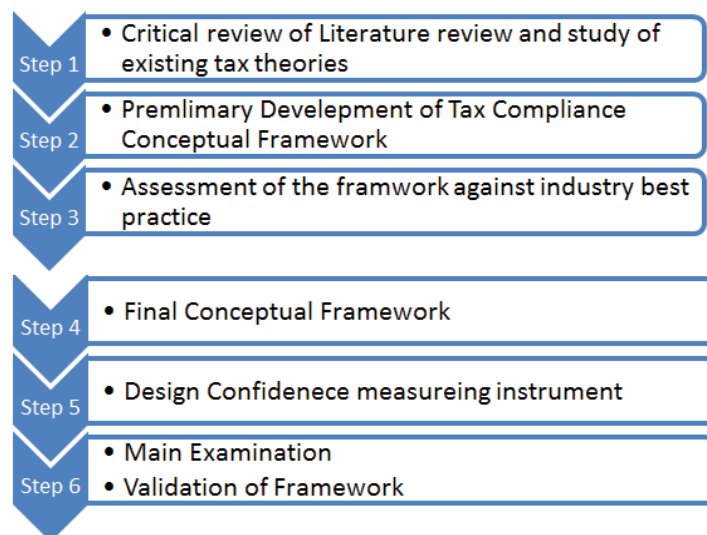 Step 1
• Critical review of Literature review and study of
existing tax theories
Step 2
• Premlimary Develepment of Tax Compliance
Conceptual Framework
Step 3
• Assessment of the framwork against industry best
practice
Step 4
• Final Conceptual Framework
Step 5
• Design Confidenece measureing instrument
Step 6
• Main Examination
• Validation of Framework